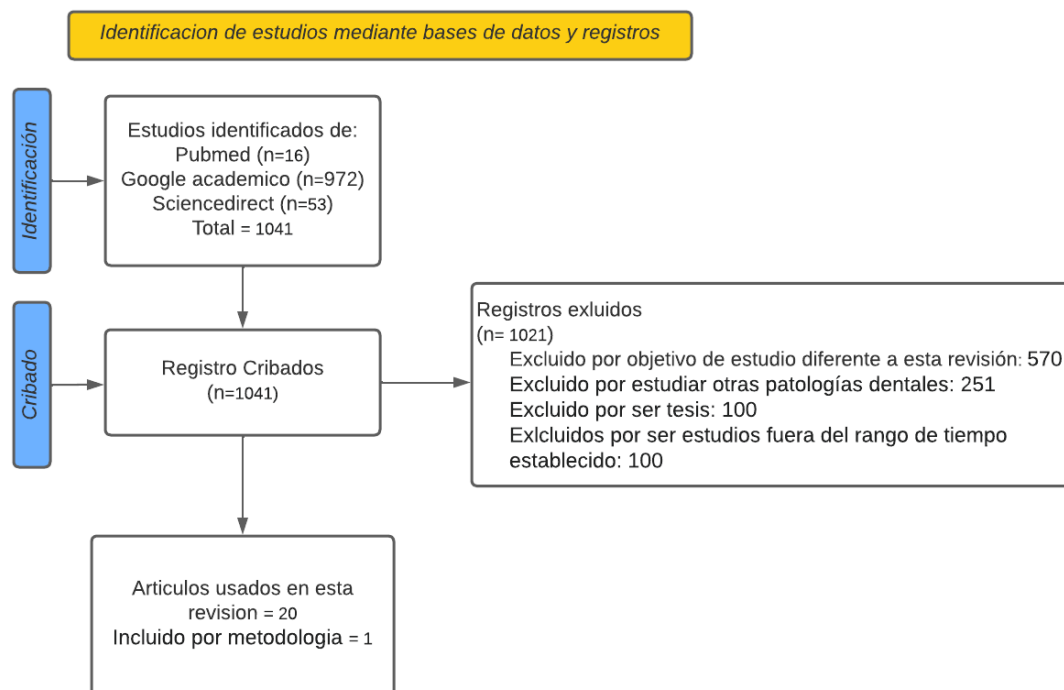 Identificacion de estudios mediante bases de datos y registros
Identificación
Estudios identificados de:
Pubmed (n=16)
Google academico (n=972)
Sciencedirect (n=53)
Total = 1041
Cribado
Registro Cribados
(n=1041)
Registros exluidos
(n= 1021)
Excluido por objetivo de estudio diferente a esta revisión: 570
Excluido por estudiar otras patologías dentales: 251
Excluido por ser tesis: 100
Exlcluidos por ser estudios fuera del rango de tiempo
establecido: 100
Articulos usados en esta
revision = 20
Incluido por metodologia = 1